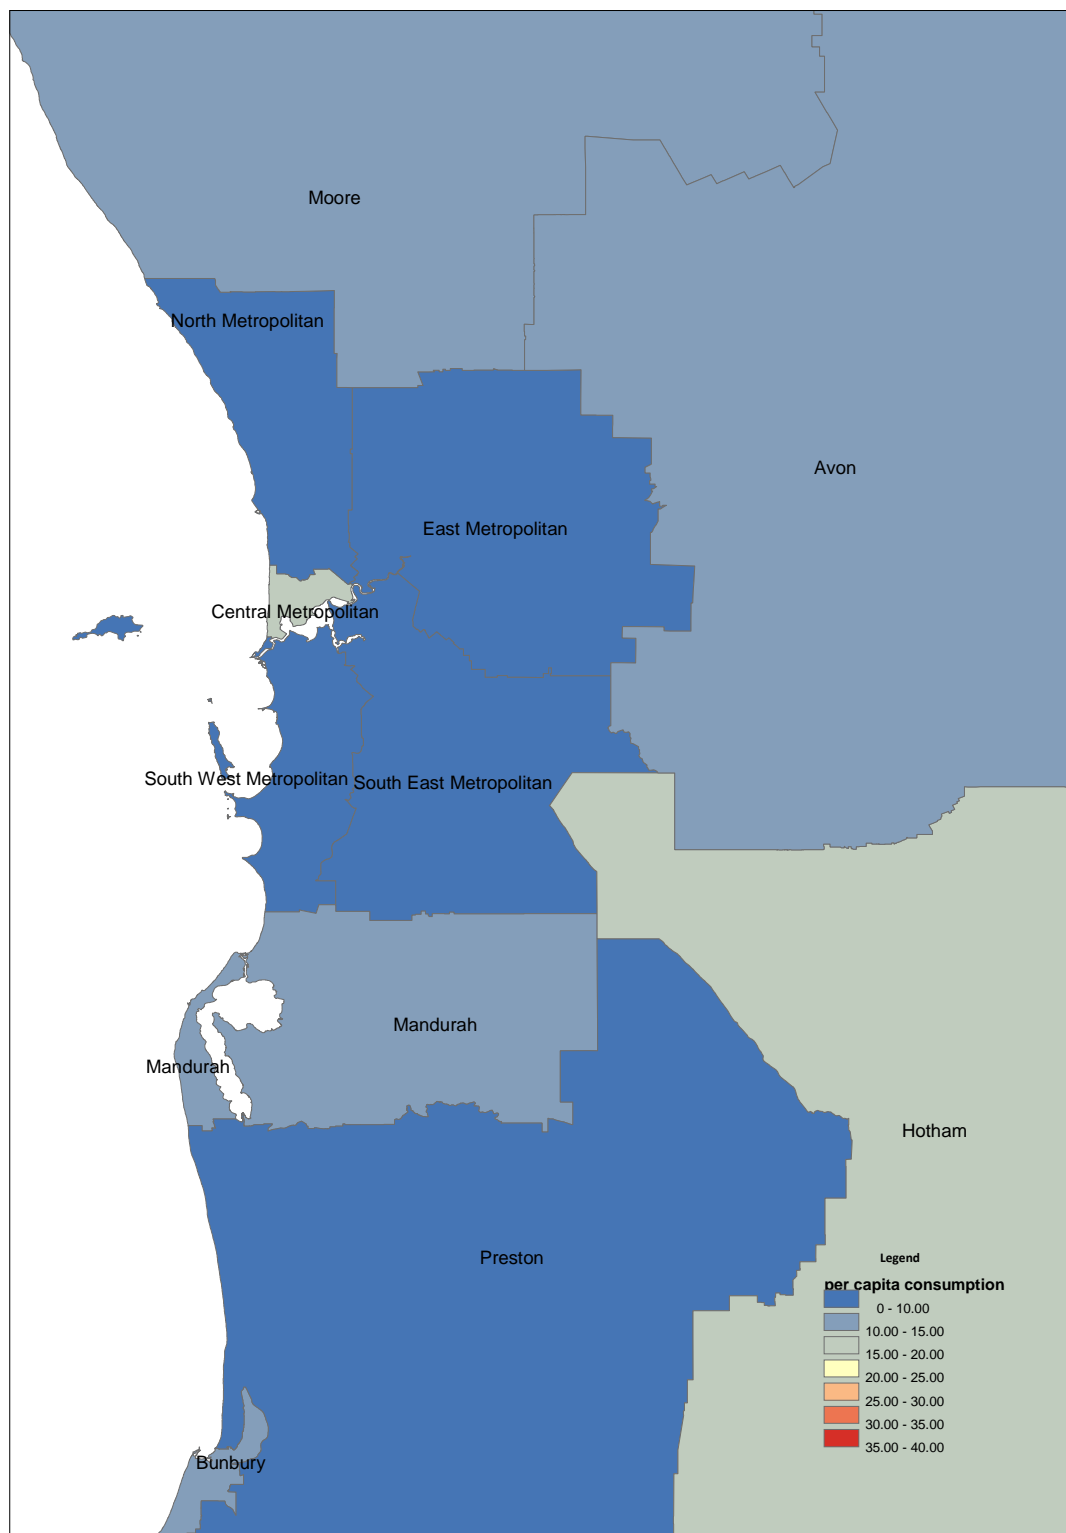 Moore
North Metropolitan
Avon
East Metropolitan
Central Metropolitan
South West Metropolitan
South East Metropolitan
Mandurah
Mandurah
Hotham
Preston
Legend
per capita consumption
0 - 10.00
10.00 - 15.00
15.00 - 20.00
20.00 - 25.00
25.00 - 30.00
30.00 - 35.00
35.00 - 40.00
Bunbury